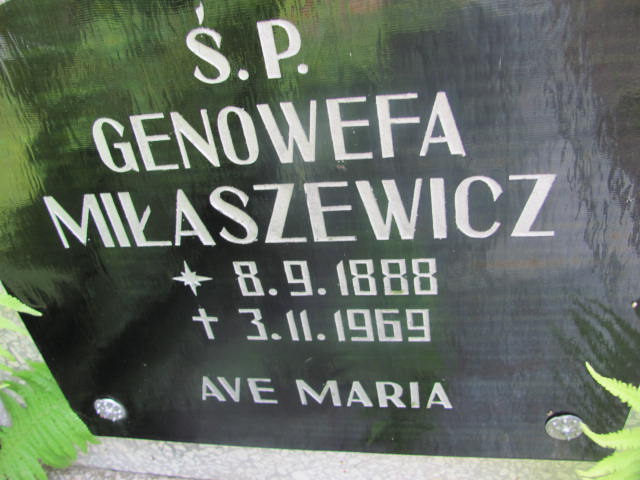 Ś.P.
GENOWEFA
MIŁASZEWICZ
* 8.9.1888
† 3.11.1969
AVE MARIA